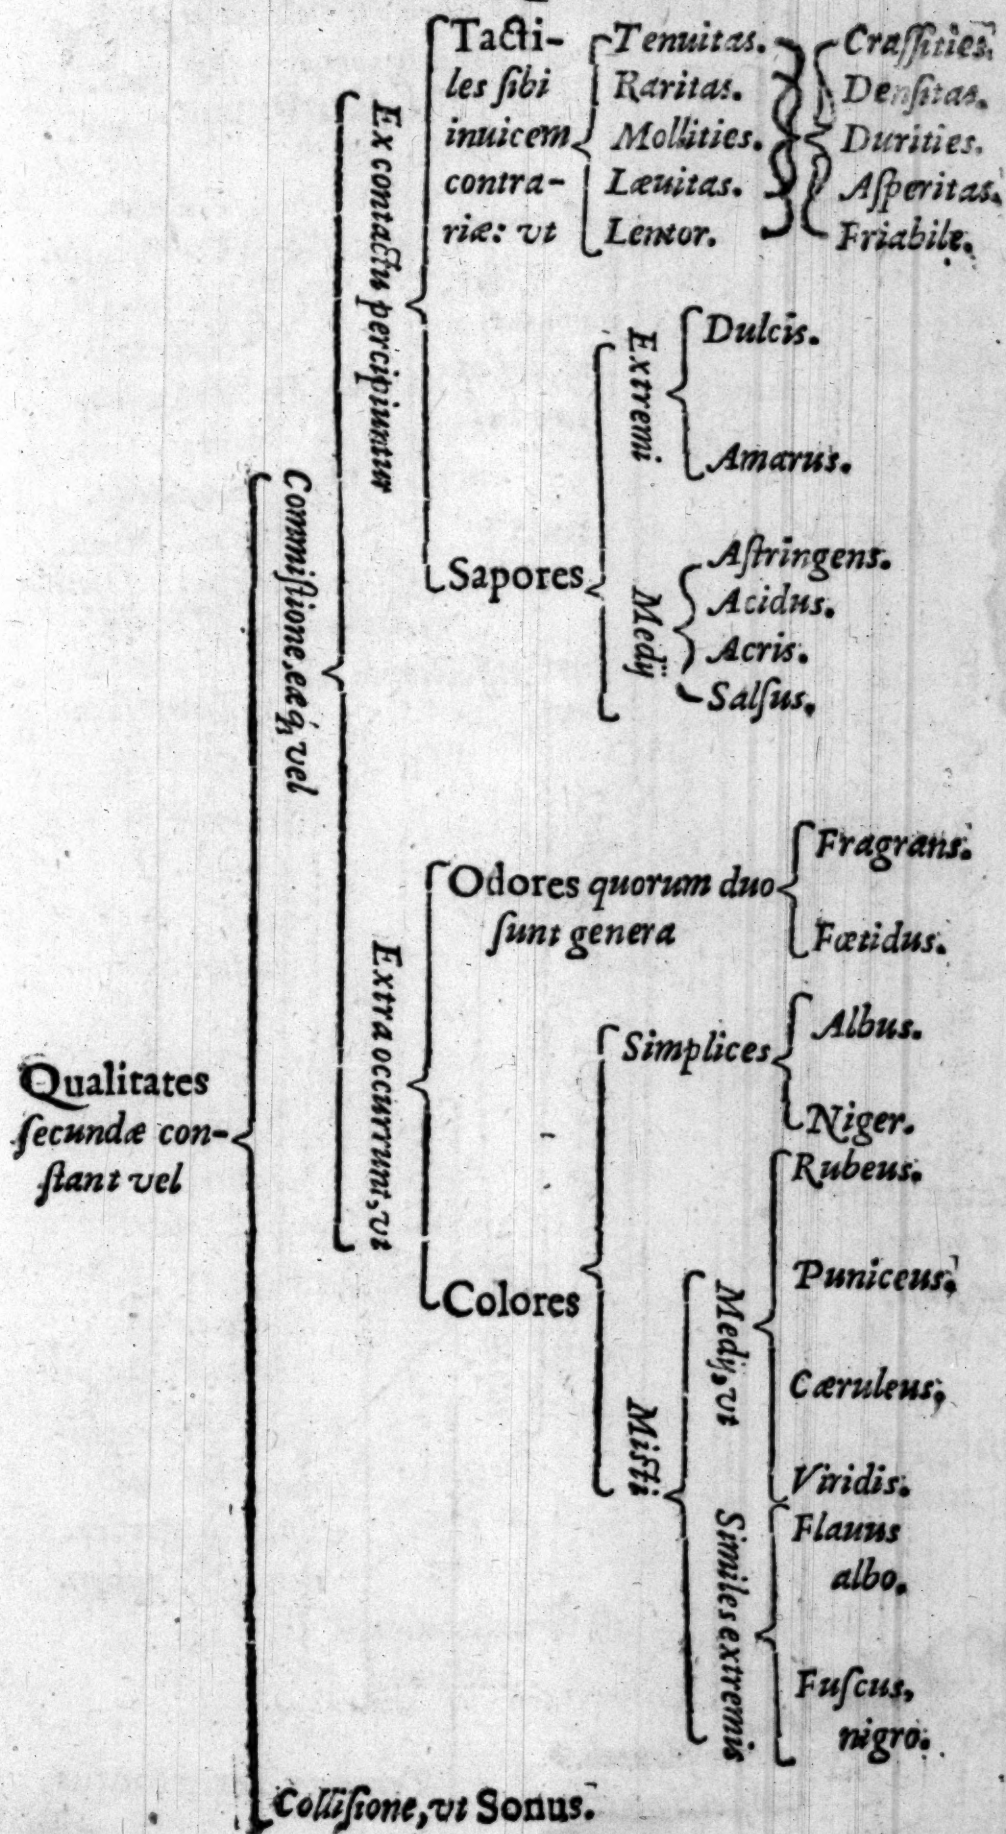 Qualitates
ſecundæ con-
ſtant vel
Commiſtione, eæq́; vel
Ex contactu percipiuntur
Tacti-
les ſibi
inuicem
contra-
riæ: vt
Tenuitas.
Raritas.
Mollities.
Læuitas.
Lentor.
Craſſities.
Denſitas.
Durities.
Aſperitas.
Friabile.
Sapores
Extremi
Dulcis.
Amarus.
Medij
Aſtringens.
Acidus.
Acris.
Salſus.
Extra occurrunt, vt
Odores quorum duo
ſunt genera
Fragrans.
Fœtidus.
Colores
Simplices
Albus.
Niger.
Miſti
Medij, vt
Rubeus.
Puniceus.
Cæruleus.
Viridis.
Similes extremis
Flauus
albo.
Fuſcus,
nigro.
Colliſione, vt Sonus.